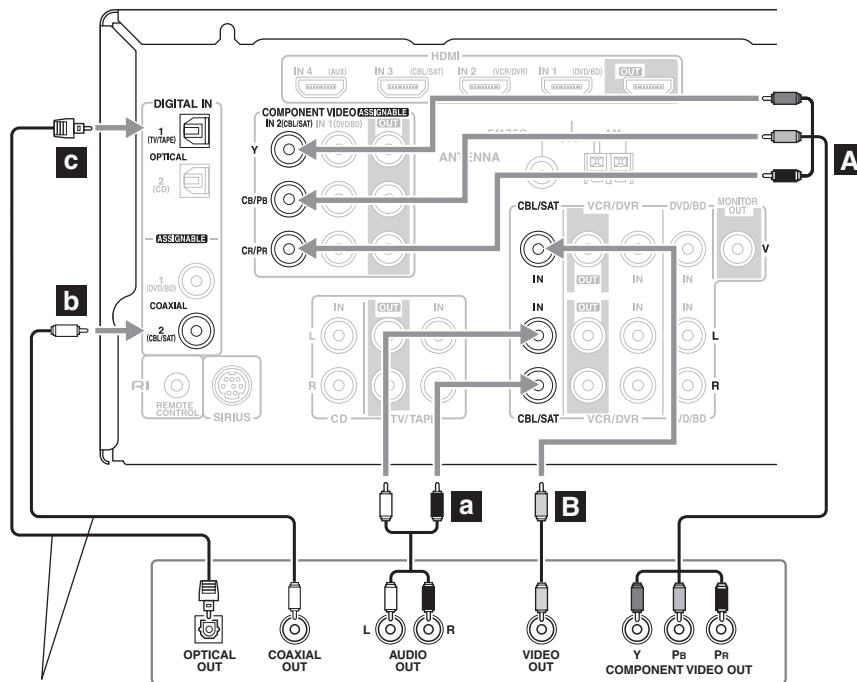 HDMI
IN 4 (AUX)
IN 3 (CBL/SAT)
IN 2 (VCR/DVR)
IN 1 (DVD/BD)
OUT
DIGITAL IN
1
(TV/TAPE)
OPTICAL
2
(CD)
ASSIGNABLE
1
(DVD/BD)
COAXIAL
2
(CBL/SAT)
COMPONENT VIDEO ASSIGNABLE
IN 2(CBL/SAT) IN 1(DVD/BD) OUT
Y
CB/PB
CR/PR
ANTENNA
AM
A
c
b
CBL/SAT VCR/DVR DVD/BD
MONITOR
OUT
V
IN OUT IN IN
IN OUT IN
IN OUT IN IN
L
R
L
R
CD TV/TAPE
CBL/SAT VCR/DVR DVD/BD
RI
REMOTE
CONTROL
SIRIUS
a
B
OPTICAL
OUT
COAXIAL
OUT
L R
AUDIO
OUT
VIDEO
OUT
Y PB PR
COMPONENT VIDEO OUT